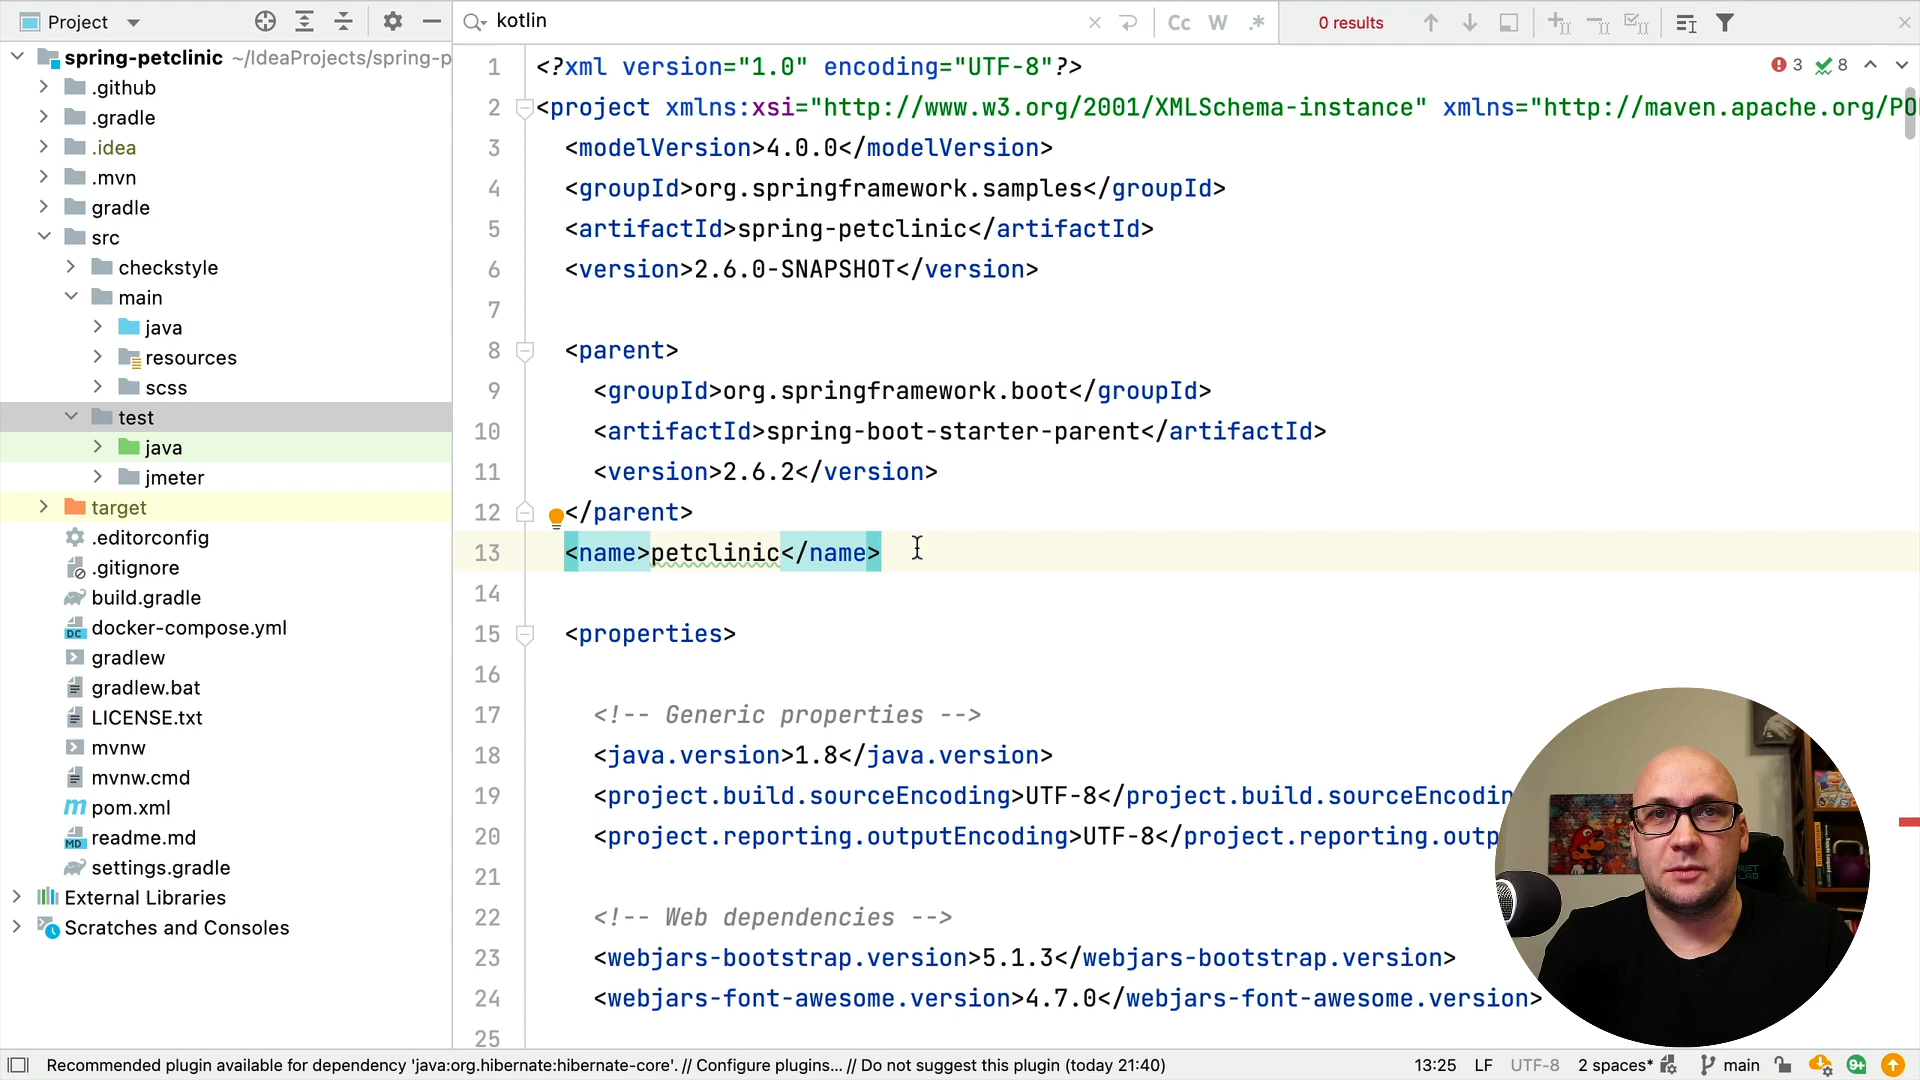 Project
kotlin
Cc W .*
0 results
spring-petclinic ~/IdeaProjects/spring-p
.github
.gradle
.idea
.mvn
gradle
src
checkstyle
main
java
resources
scss
test
java
jmeter
target
.editorconfig
.gitignore
build.gradle
docker-compose.yml
gradlew
gradlew.bat
LICENSE.txt
mvnw
mvnw.cmd
pom.xml
readme.md
settings.gradle
External Libraries
Scratches and Consoles
3 8
1 <?xml version="1.0" encoding="UTF-8"?>
2 <project xmlns:xsi="http://www.w3.org/2001/XMLSchema-instance" xmlns="http://maven.apache.org/PO
3 <modelVersion>4.0.0</modelVersion>
4 <groupId>org.springframework.samples</groupId>
5 <artifactId>spring-petclinic</artifactId>
6 <version>2.6.0-SNAPSHOT</version>
7
8 <parent>
9 <groupId>org.springframework.boot</groupId>
10 <artifactId>spring-boot-starter-parent</artifactId>
11 <version>2.6.2</version>
12 </parent>
13 <name>petclinic</name>
14
15 <properties>
16
17 <!-- Generic properties -->
18 <java.version>1.8</java.version>
19 <project.build.sourceEncoding>UTF-8</project.build.sourceEncodin
20 <project.reporting.outputEncoding>UTF-8</project.reporting.outp
21
22 <!-- Web dependencies -->
23 <webjars-bootstrap.version>5.1.3</webjars-bootstrap.version>
24 <webjars-font-awesome.version>4.7.0</webjars-font-awesome.version>
25
Recommended plugin available for dependency 'java:org.hibernate:hibernate-core'. // Configure plugins... // Do not suggest this plugin (today 21:40)
13:25 LF UTF-8 2 spaces* main